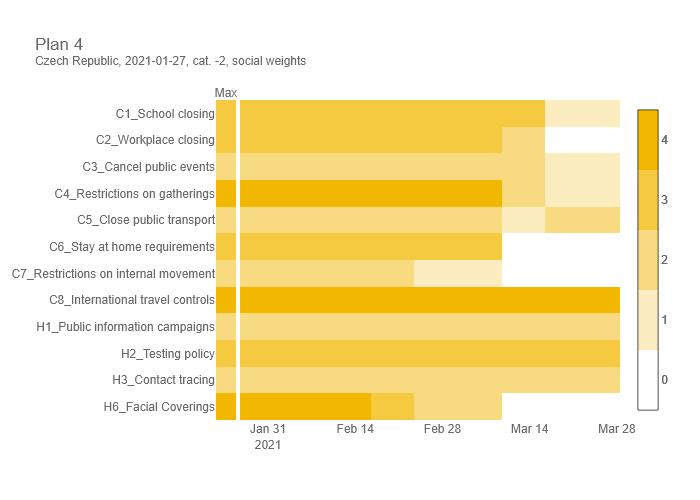 Plan 4
Czech Republic, 2021-01-27, cat. -2, social weights
Max
C1_School closing
C2_Workplace closing
C3_Cancel public events
C4_Restrictions on gatherings
C5_Close public transport
C6_Stay at home requirements
C7_Restrictions on internal movement
C8_International travel controls
H1_Public information campaigns
H2_Testing policy
H3_Contact tracing
H6_Facial Coverings
Jan 31 Feb 14 Feb 28 Mar 14 Mar 28
2021
4
3
2
1
0